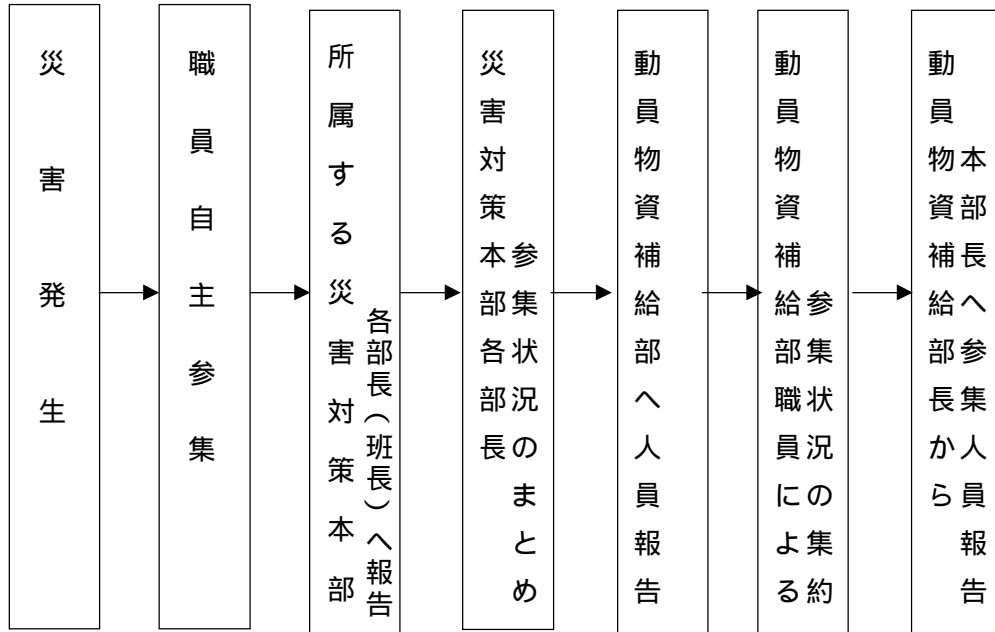 災害発生
職員自主参集
所属する災害対策本部
各部長（班長）へ報告
災害対策本部各部長
参集状況のまとめ
動員物資補給部へ人員報告
動員物資補給部職員による
参集状況の集約
動員物資補給部長から
本部長へ参集人員報告